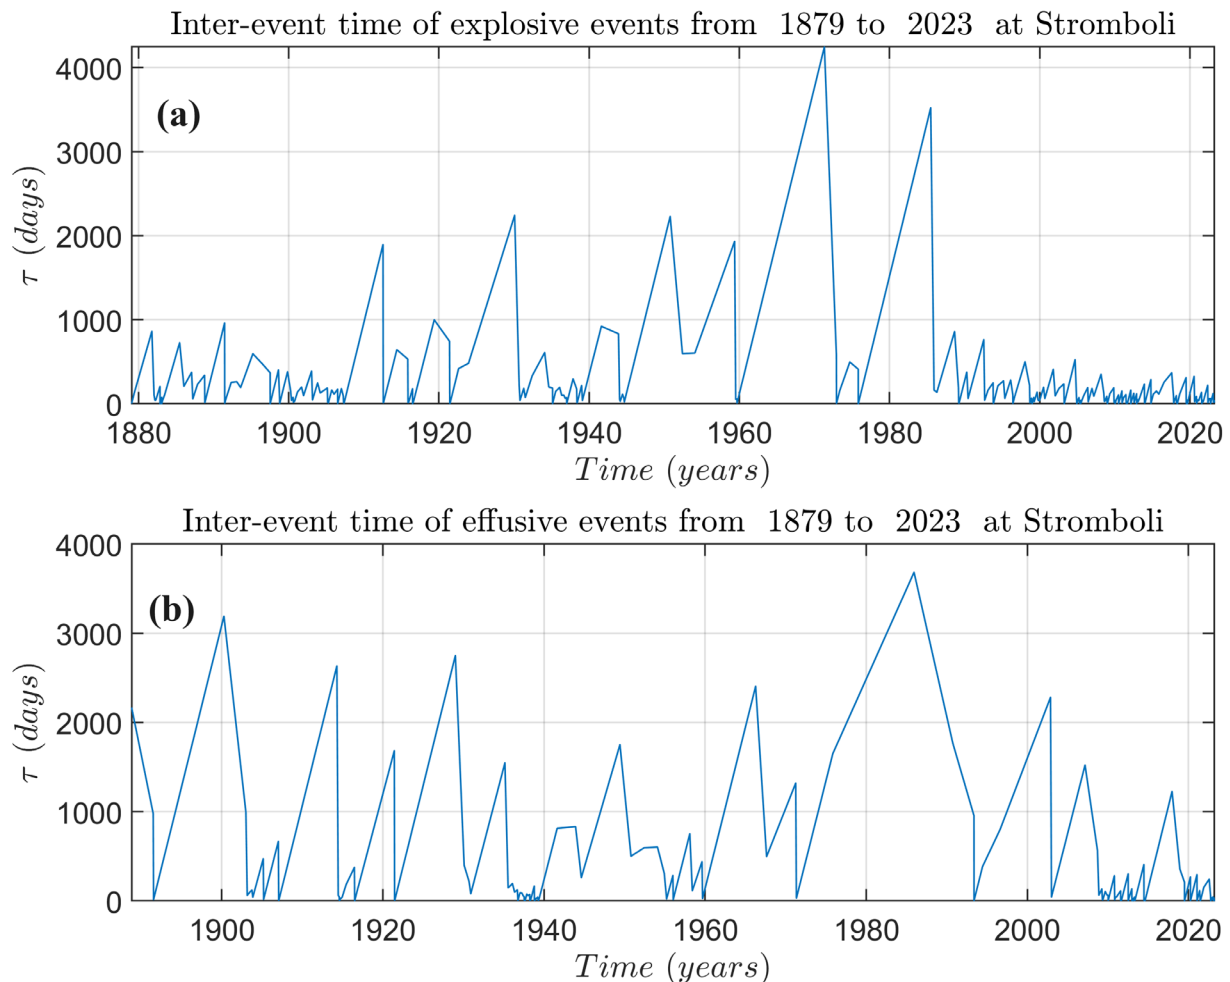 Inter-event time of explosive events from 1879 to 2023 at Stromboli
(a)
τ (days)
4000
3000
2000
1000
0
1880 1900 1920 1940 1960 1980 2000 2020
Time (years)
Inter-event time of effusive events from 1879 to 2023 at Stromboli
(b)
τ (days)
4000
3000
2000
1000
0
1900 1920 1940 1960 1980 2000 2020
Time (years)